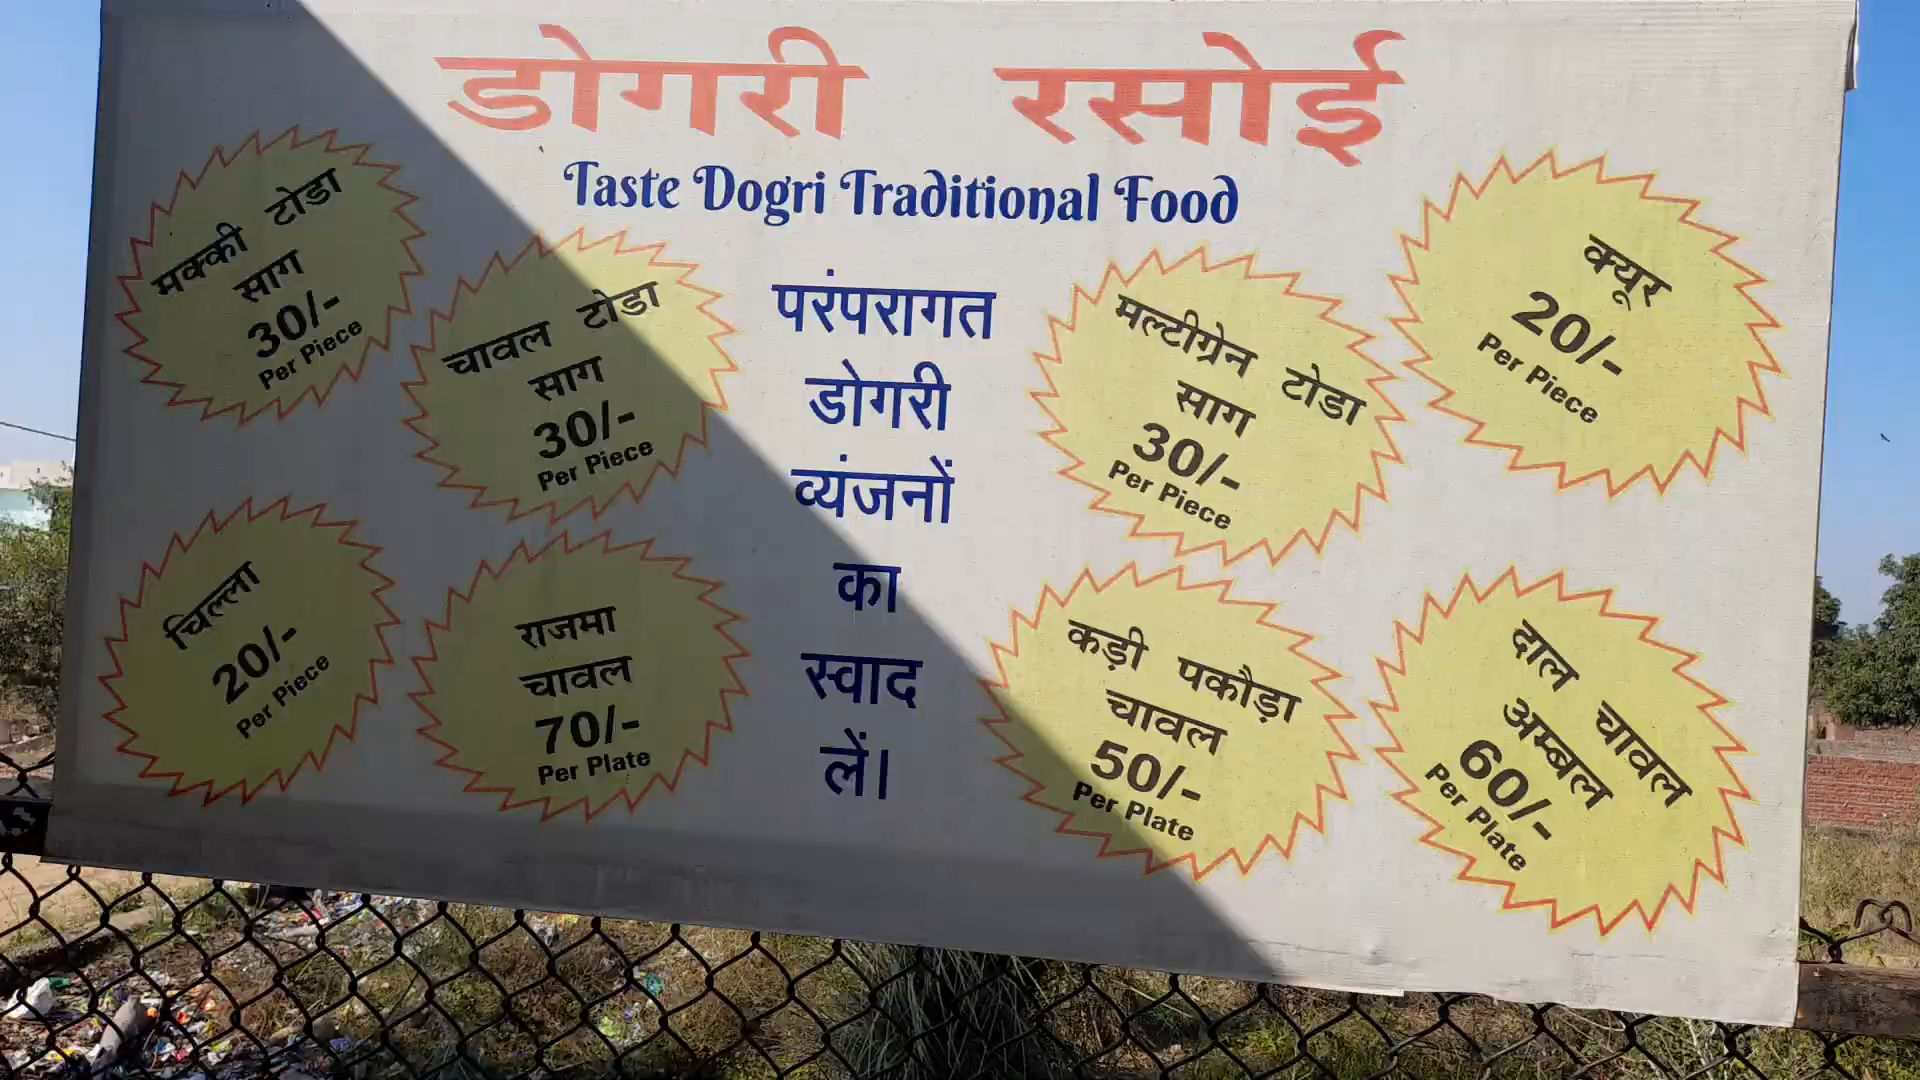 डोगरी रसोई
Taste Dogri Traditional Food
मक्की टोडा
साग
30/-
Per Piece
चावल टोडा
साग
30/-
Per Piece
चिल्ला
20/-
Per Piece
राजमा
चावल
70/-
Per Plate
परंपरागत
डोगरी
व्यंजनों
का
स्वाद
लें।
मल्टीग्रेन टोडा
साग
30/-
Per Piece
क्यूर
20/-
Per Piece
कड़ी पकौड़ा
चावल
50/-
Per Plate
दाल चावल
अम्बल
60/-
Per Plate